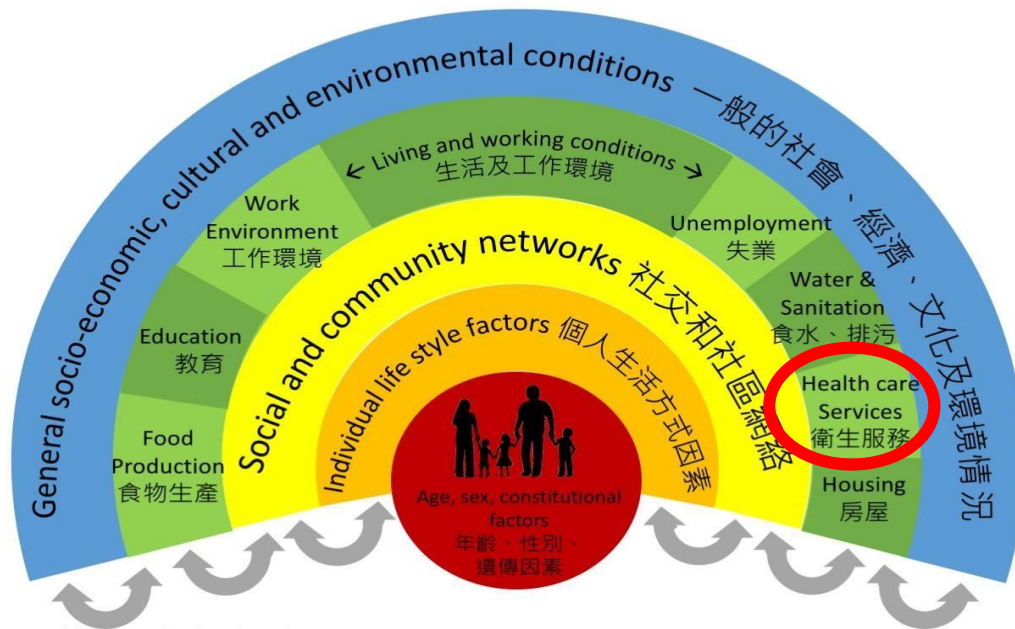 General socio-economic, cultural and environmental conditions 一般的社會、經濟、文化及環境情況
← Living and working conditions →
生活及工作環境
Work
Environment
工作環境
Education
教育
Food
Production
食物生產
Unemployment
失業
Water &
Sanitation
食水、排污
Health care
Services
衛生服務
Housing
房屋
Social and community networks 社交和社區網絡
Individual life style factors 個人生活方式因素
Age, sex, constitutional
factors
年齡、性別、
遺傳因素